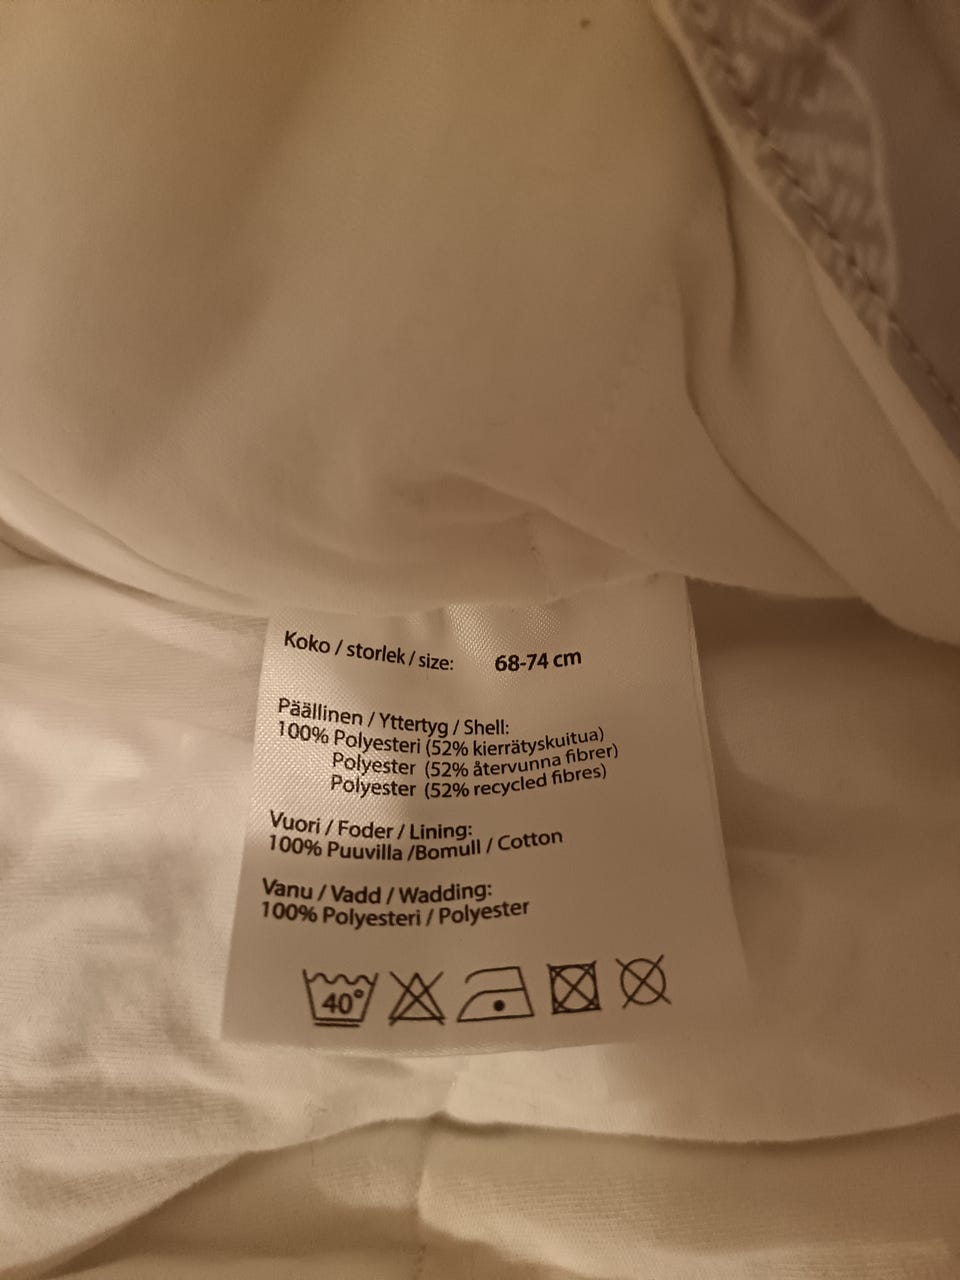 Koko / storlek / size: 68-74 cm
Päällinen / Yttertyg / Shell:
100% Polyesteri (52% kierrätyskuitua)
Polyester (52% återvunna fibrer)
Polyester (52% recycled fibres)
Vuori / Foder / Lining:
100% Puuvilla /Bomull / Cotton
Vanu / Vadd / Wadding:
100% Polyesteri / Polyester
40°